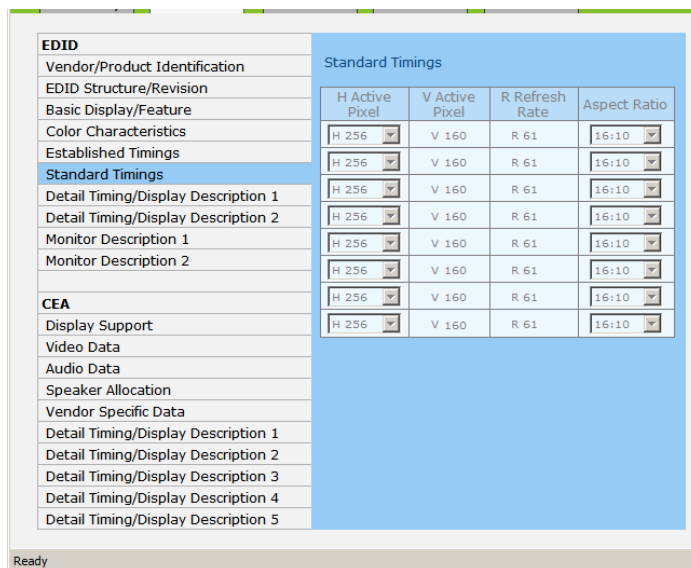 EDID
Vendor/Product Identification
EDID Structure/Revision
Basic Display/Feature
Color Characteristics
Established Timings
Standard Timings
Detail Timing/Display Description 1
Detail Timing/Display Description 2
Monitor Description 1
Monitor Description 2
CEA
Display Support
Video Data
Audio Data
Speaker Allocation
Vendor Specific Data
Detail Timing/Display Description 1
Detail Timing/Display Description 2
Detail Timing/Display Description 3
Detail Timing/Display Description 4
Detail Timing/Display Description 5
Standard Timings
H Active Pixel V Active Pixel R Refresh Rate Aspect Ratio
H 256 V 160 R 61 16:10
H 256 V 160 R 61 16:10
H 256 V 160 R 61 16:10
H 256 V 160 R 61 16:10
H 256 V 160 R 61 16:10
H 256 V 160 R 61 16:10
H 256 V 160 R 61 16:10
H 256 V 160 R 61 16:10
Ready